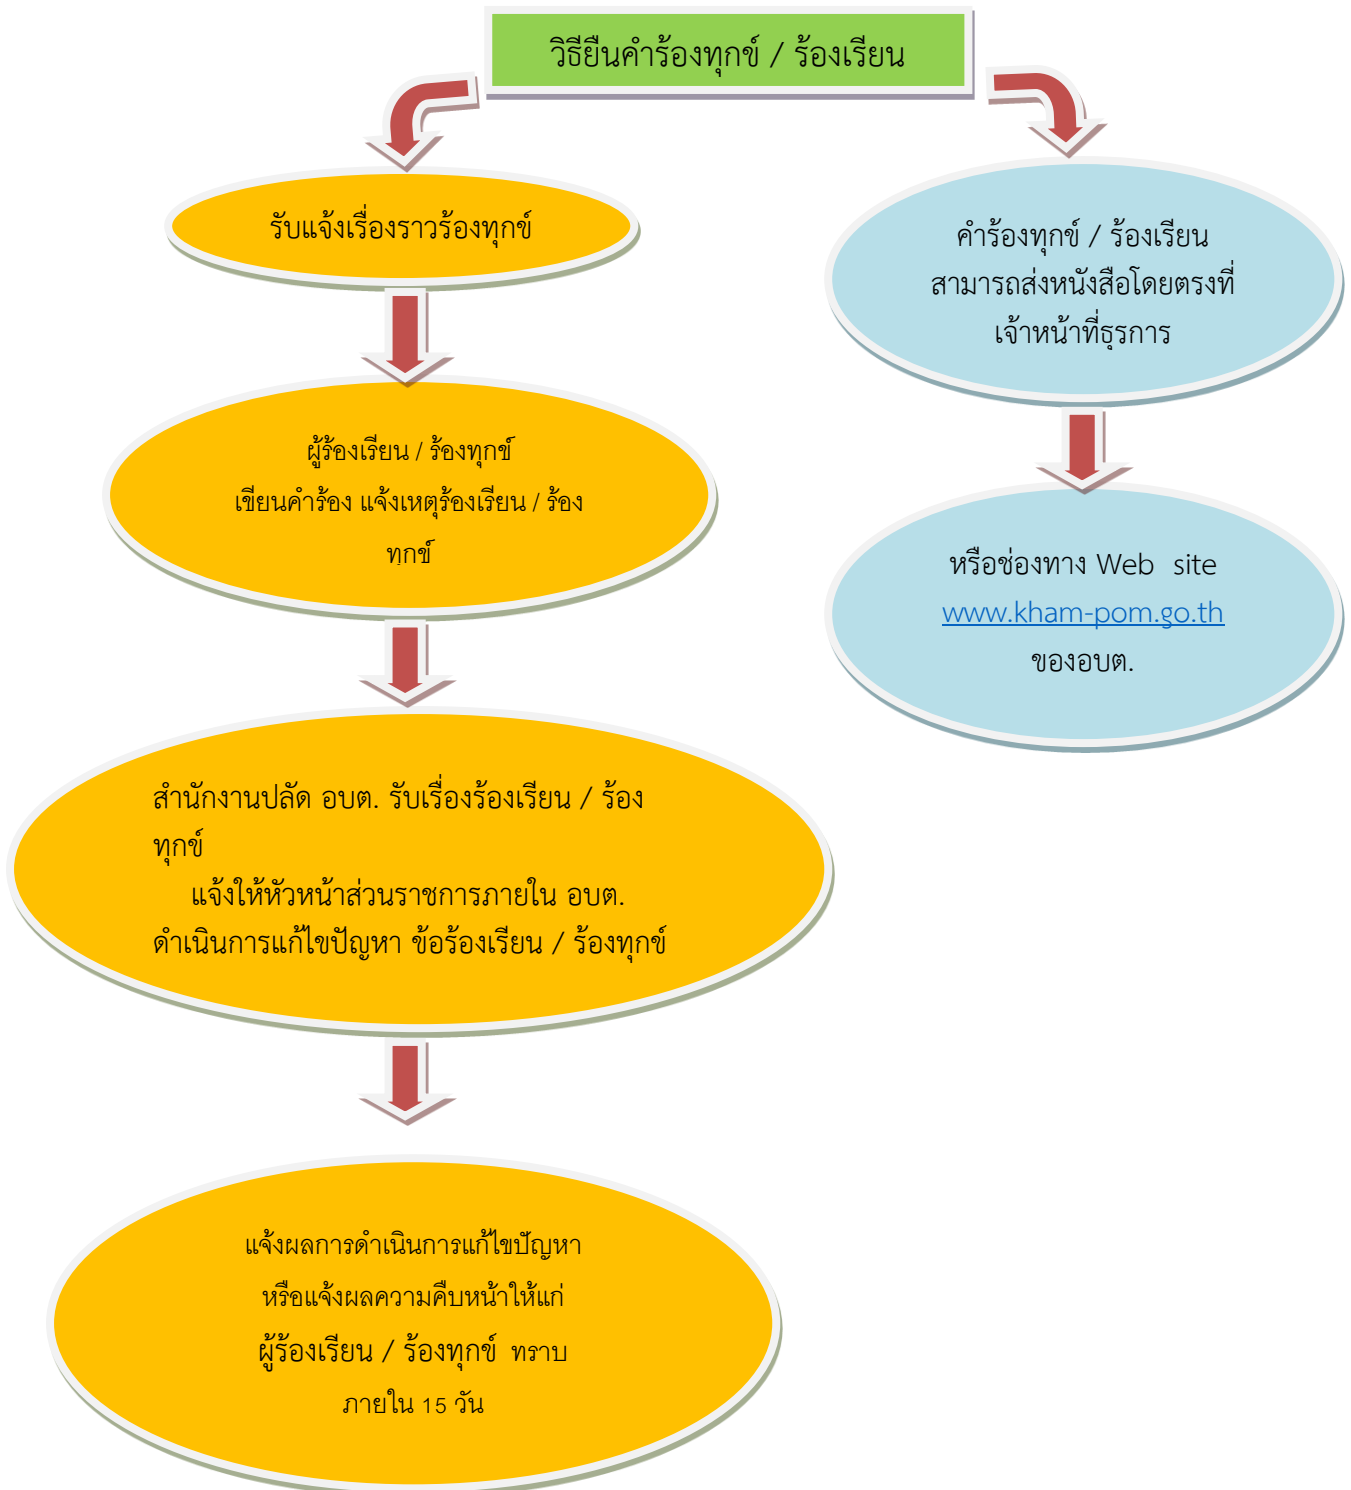 วิธียืนคำร้องทุกข์ / ร้องเรียน
รับแจ้งเรื่องราวร้องทุกข์
ผู้ร้องเรียน / ร้องทุกข์
เขียนคำร้อง แจ้งเหตุร้องเรียน / ร้อง
ทุกข์
สำนักงานปลัด อบต. รับเรื่องร้องเรียน / ร้อง
ทุกข์
แจ้งให้หัวหน้าส่วนราชการภายใน อบต.
ดำเนินการแก้ไขปัญหา ข้อร้องเรียน / ร้องทุกข์
แจ้งผลการดำเนินการแก้ไขปัญหา
หรือแจ้งผลความคืบหน้าให้แก่
ผู้ร้องเรียน / ร้องทุกข์ ทราบ
ภายใน 15 วัน
คำร้องทุกข์ / ร้องเรียน
สามารถส่งหนังสือโดยตรงที่
เจ้าหน้าที่ธุรการ
หรือช่องทาง Web site
www.kham-pom.go.th
ของอบต.